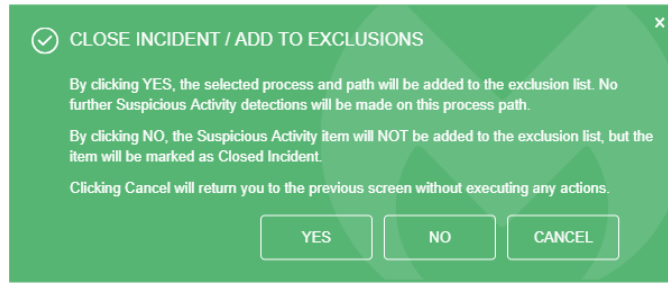 x
CLOSE INCIDENT / ADD TO EXCLUSIONS
By clicking YES, the selected process and path will be added to the exclusion list. No
further Suspicious Activity detections will be made on this process path.
By clicking NO, the Suspicious Activity item will NOT be added to the exclusion list, but the
item will be marked as Closed Incident.
Clicking Cancel will return you to the previous screen without executing any actions.
YES NO CANCEL